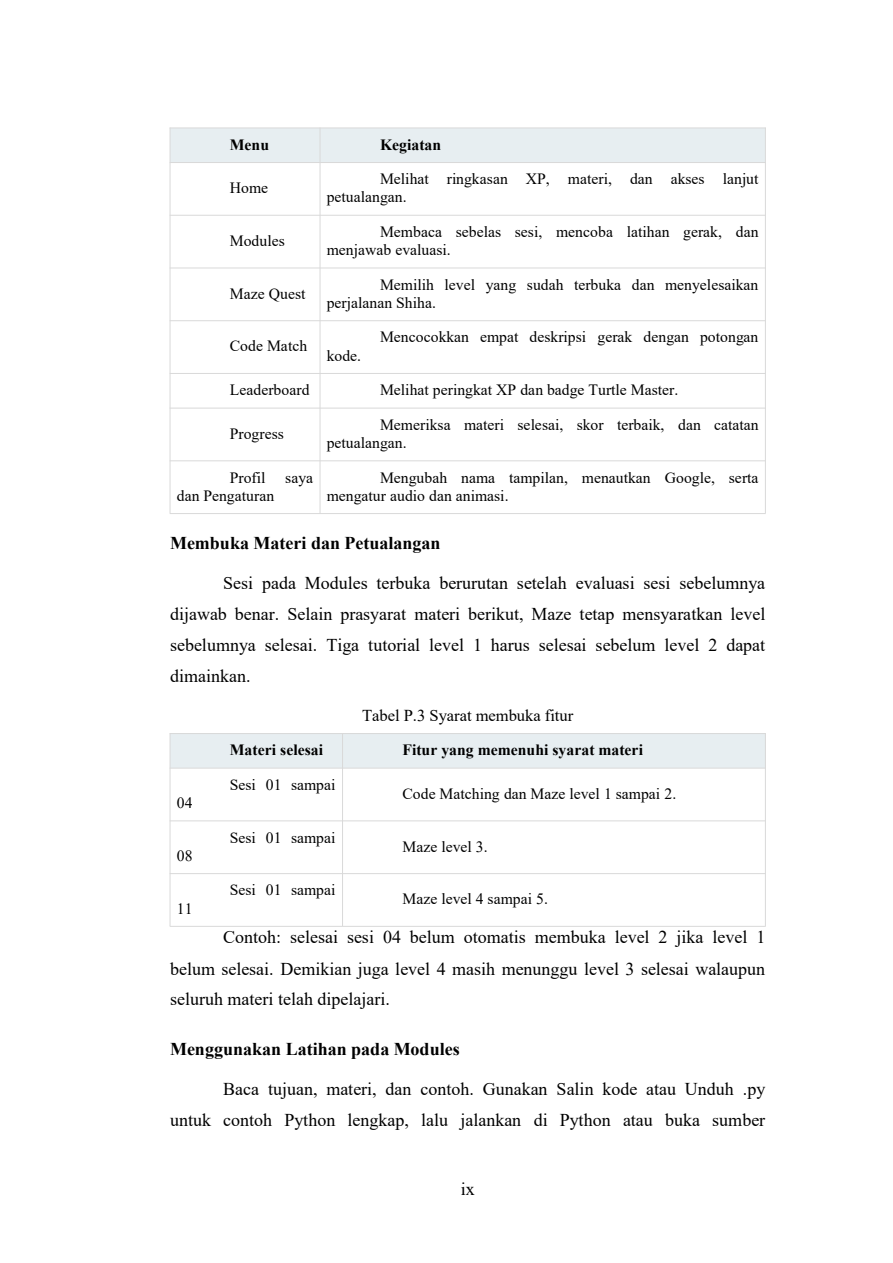 Menu Kegiatan
Home Melihat ringkasan XP, materi, dan akses lanjut
petualangan.
Modules Membaca sebelas sesi, mencoba latihan gerak, dan
menjawab evaluasi.
Maze Quest Memilih level yang sudah terbuka dan menyelesaikan
perjalanan Shiha.
Code Match Mencocokkan empat deskripsi gerak dengan potongan
kode.
Leaderboard Melihat peringkat XP dan badge Turtle Master.
Progress Memeriksa materi selesai, skor terbaik, dan catatan
petualangan.
Profil saya Mengubah nama tampilan, menautkan Google, serta
dan Pengaturan mengatur audio dan animasi.
Membuka Materi dan Petualangan
Sesi pada Modules terbuka berurutan setelah evaluasi sesi sebelumnya
dijawab benar. Selain prasyarat materi berikut, Maze tetap mensyaratkan level
sebelumnya selesai. Tiga tutorial level 1 harus selesai sebelum level 2 dapat
dimainkan.
Tabel P.3 Syarat membuka fitur
Materi selesai Fitur yang memenuhi syarat materi
Sesi 01 sampai
04 Code Matching dan Maze level 1 sampai 2.
Sesi 01 sampai
08 Maze level 3.
Sesi 01 sampai
11 Maze level 4 sampai 5.
Contoh: selesai sesi 04 belum otomatis membuka level 2 jika level 1
belum selesai. Demikian juga level 4 masih menunggu level 3 selesai walaupun
seluruh materi telah dipelajari.
Menggunakan Latihan pada Modules
Baca tujuan, materi, dan contoh. Gunakan Salin kode atau Unduh .py
untuk contoh Python lengkap, lalu jalankan di Python atau buka sumber
ix